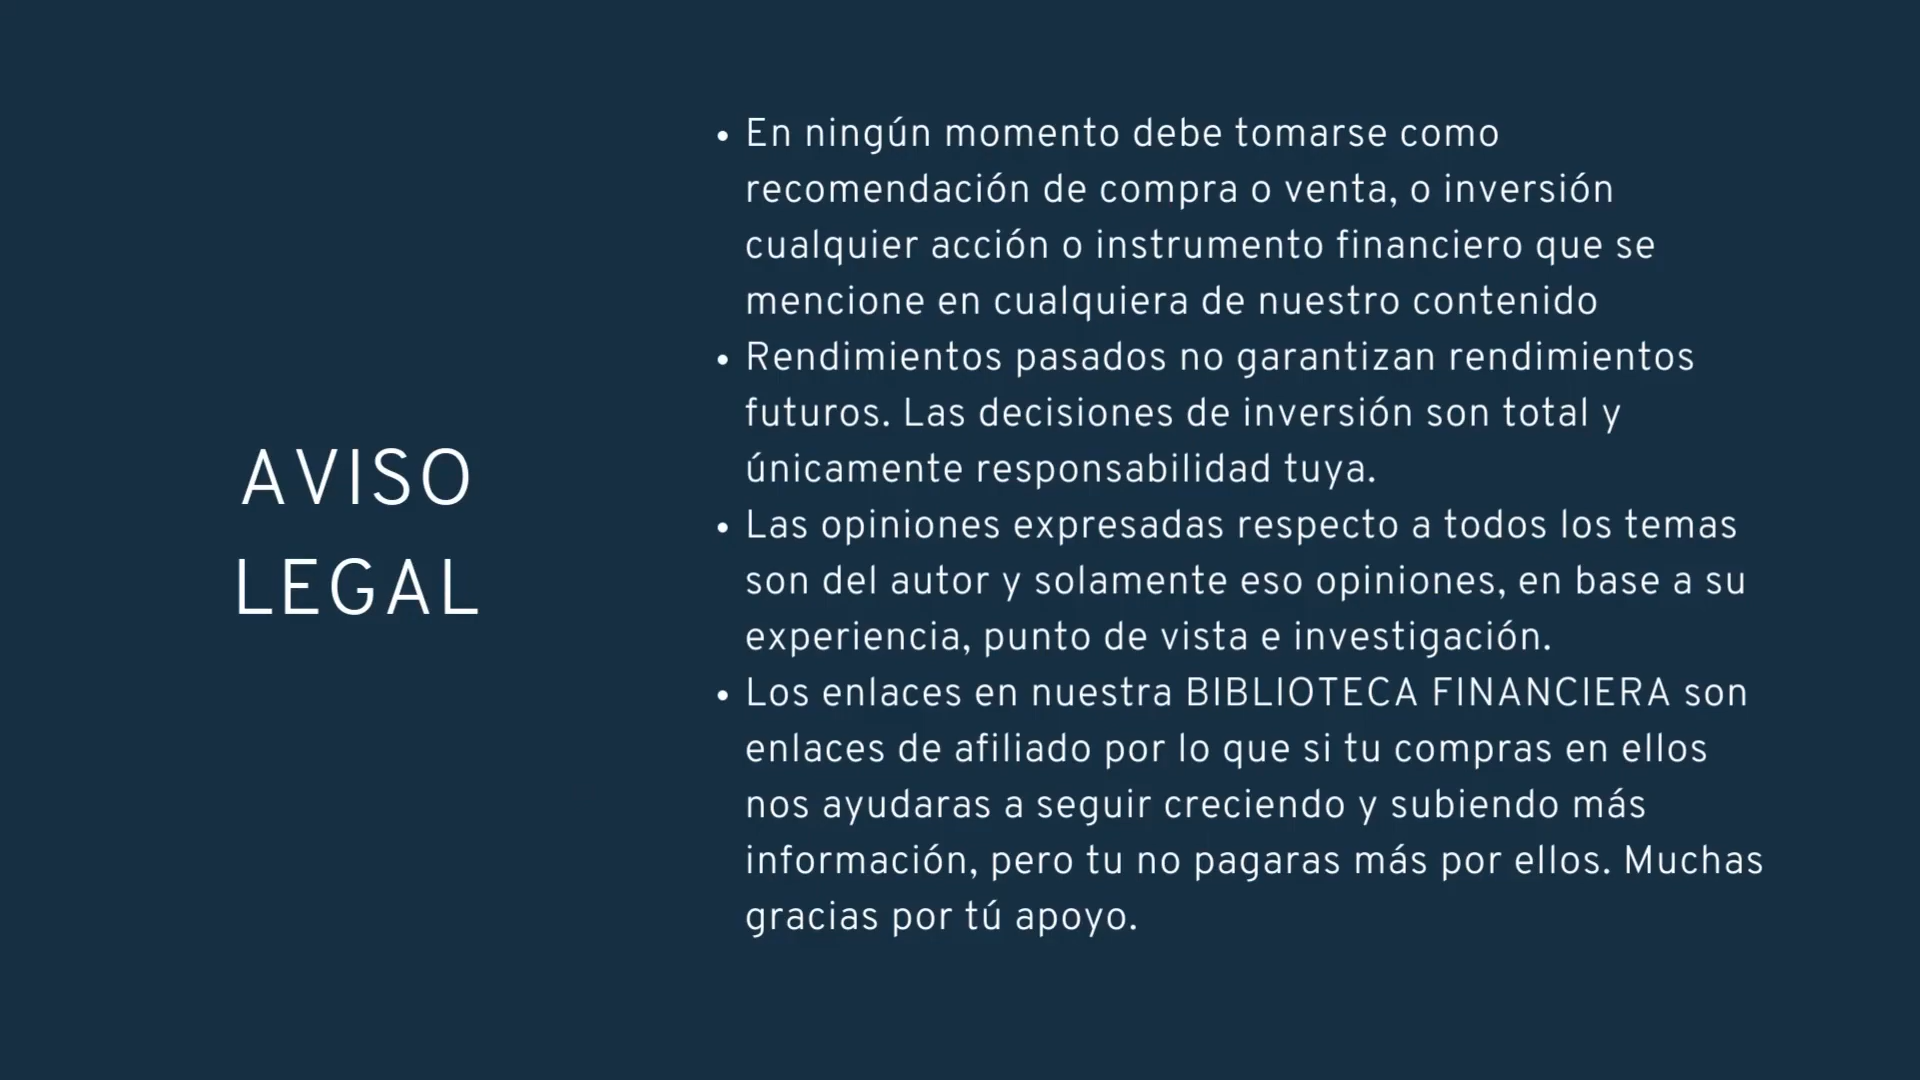 AVISO
LEGAL
• En ningún momento debe tomarse como
recomendación de compra o venta, o inversión
cualquier acción o instrumento financiero que se
mencione en cualquiera de nuestro contenido
• Rendimientos pasados no garantizan rendimientos
futuros. Las decisiones de inversión son total y
únicamente responsabilidad tuya.
• Las opiniones expresadas respecto a todos los temas
son del autor y solamente eso opiniones, en base a su
experiencia, punto de vista e investigación.
• Los enlaces en nuestra BIBLIOTECA FINANCIERA son
enlaces de afiliado por lo que si tu compras en ellos
nos ayudaras a seguir creciendo y subiendo más
información, pero tu no pagaras más por ellos. Muchas
gracias por tú apoyo.